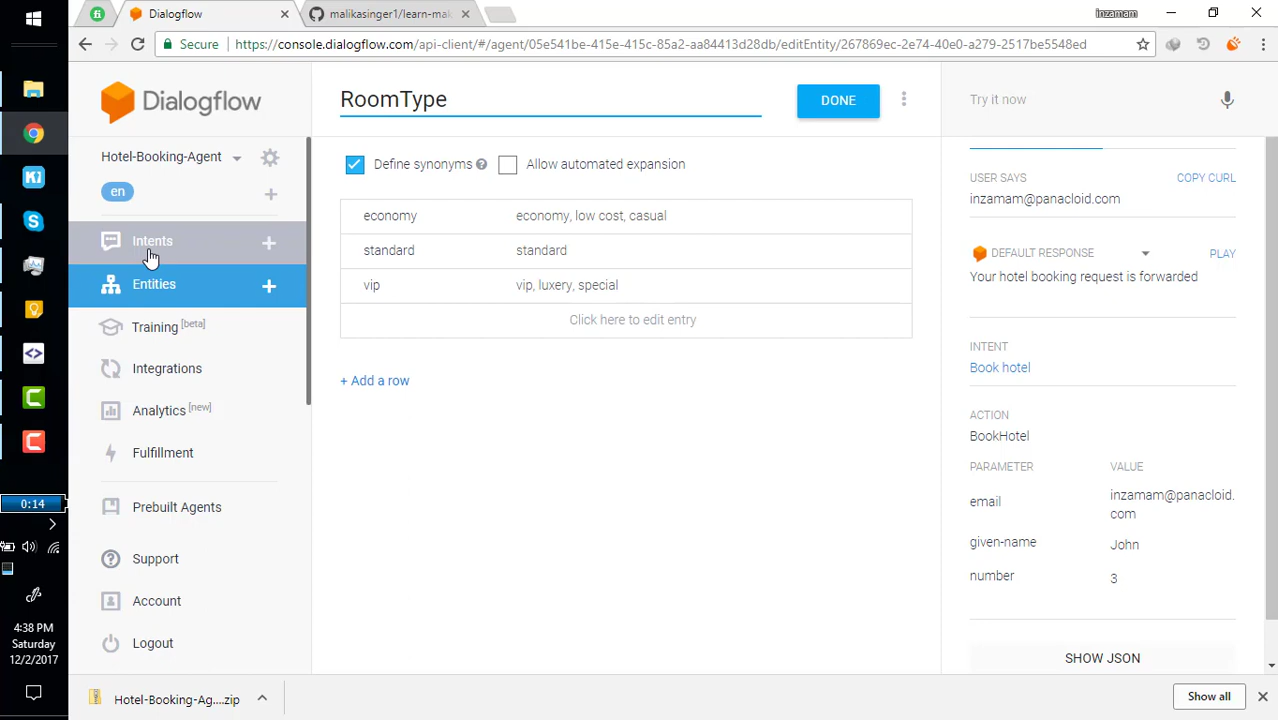 Dialogflow
malikasinger1/learn-mak
inzamam
Secure https://console.dialogflow.com/api-client/#/agent/05e541be-415e-415c-85a2-aa84413d28db/editEntity/267869ec-2e74-40e0-a279-2517be5548ed
Dialogflow
RoomType
DONE
Try it now
Hotel-Booking-Agent
en
Define synonyms
Allow automated expansion
USER SAYS
COPY CURL
inzamam@panacloid.com
economy economy, low cost, casual
standard standard
vip vip, luxery, special
Click here to edit entry
+ Add a row
Intents
Entities
Training [beta]
Integrations
Analytics [new]
Fulfillment
Prebuilt Agents
Support
Account
Logout
DEFAULT RESPONSE
PLAY
Your hotel booking request is forwarded
INTENT
Book hotel
ACTION
BookHotel
PARAMETER VALUE
email inzamam@panacloid.
com
given-name John
number 3
SHOW JSON
0:14
4:38 PM
Saturday
12/2/2017
Hotel-Booking-Ag....zip
Show all